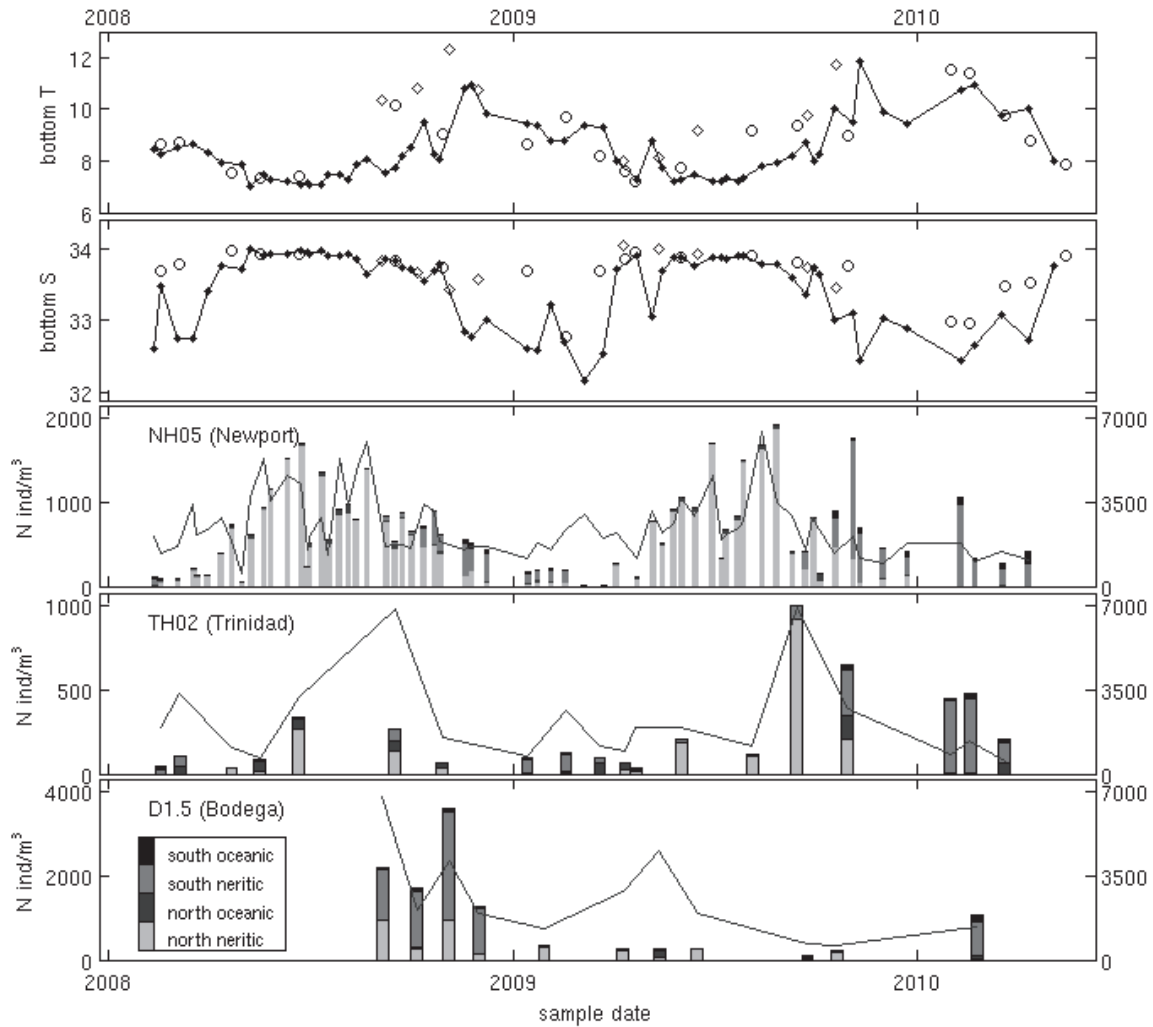 2008 2009 2010
bottom T
12
10
8
6
bottom S
34
33
32
N ind/m³
NH05 (Newport)
2000
1000
0
7000
3500
0
N ind/m³
TH02 (Trinidad)
1000
500
0
7000
3500
0
N ind/m³
D1.5 (Bodega)
4000
2000
0
7000
3500
0
south oceanic
south neritic
north oceanic
north neritic
2008 2009 2010
sample date